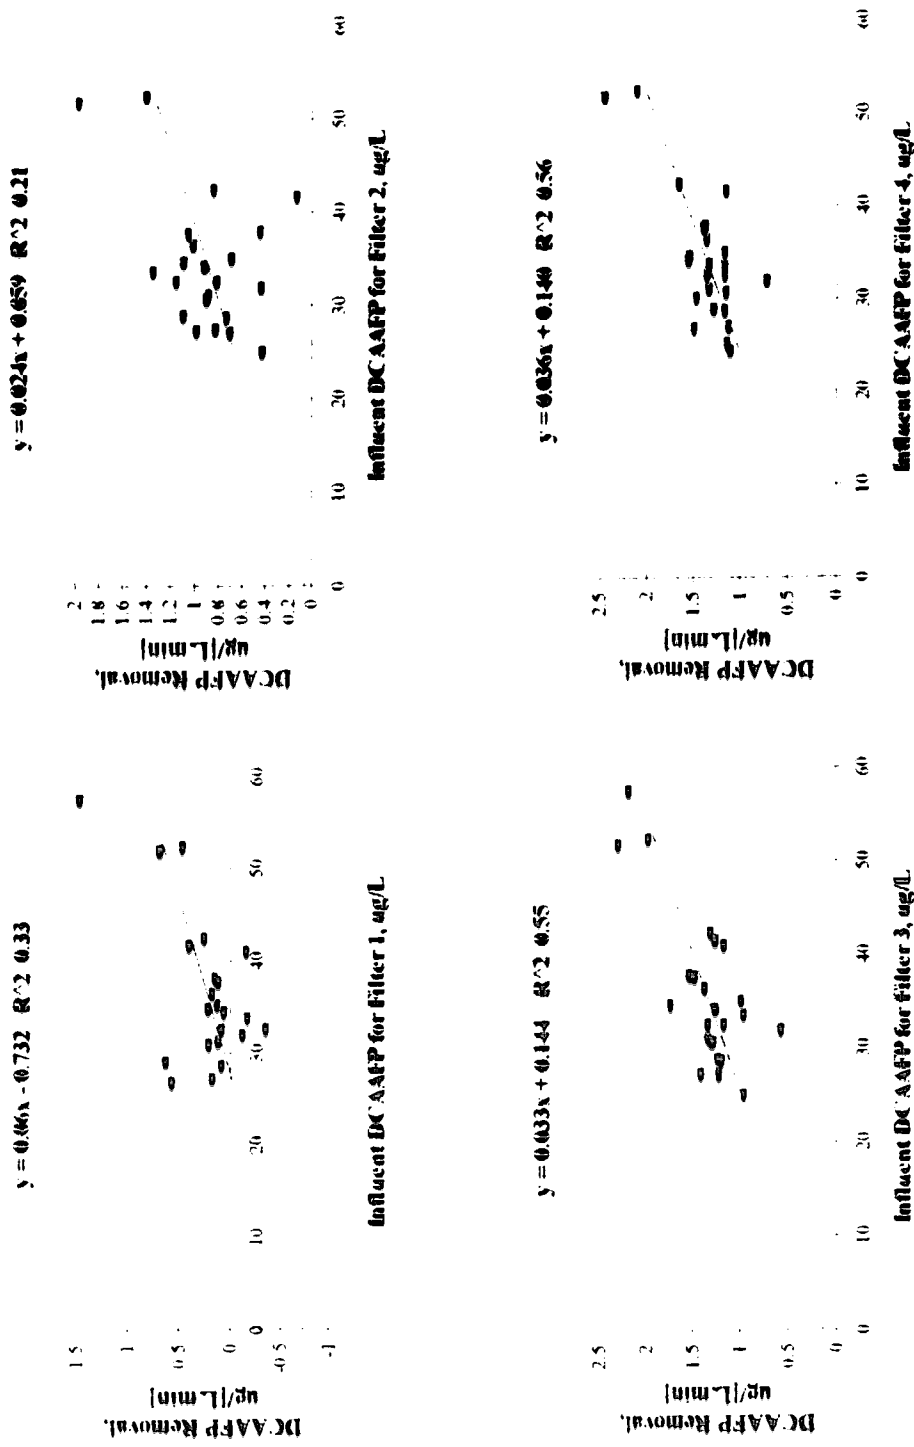 y = 0.06x - 0.732 R^2 0.33
DCAAFP Removal,
ug/[L.min]
1.5
1
0.5
0
-0.5
-1
0 10 20 30 40 50 60
Influent DCAAFP for Filter 1, ug/L
y = 0.024x + 0.059 R^2 0.21
DCAAFP Removal,
ug/[L.min]
2
1.8
1.6
1.4
1.2
1
0.8
0.6
0.4
0.2
0
0 10 20 30 40 50 60
Influent DCAAFP for Filter 2, ug/L
y = 0.033x + 0.144 R^2 0.55
DCAAFP Removal,
ug/[L.min]
2.5
2
1.5
1
0.5
0
0 10 20 30 40 50 60
Influent DCAAFP for Filter 3, ug/L
y = 0.036x + 0.140 R^2 0.56
DCAAFP Removal,
ug/[L.min]
2.5
2
1.5
1
0.5
0
0 10 20 30 40 50 60
Influent DCAAFP for Filter 4, ug/L